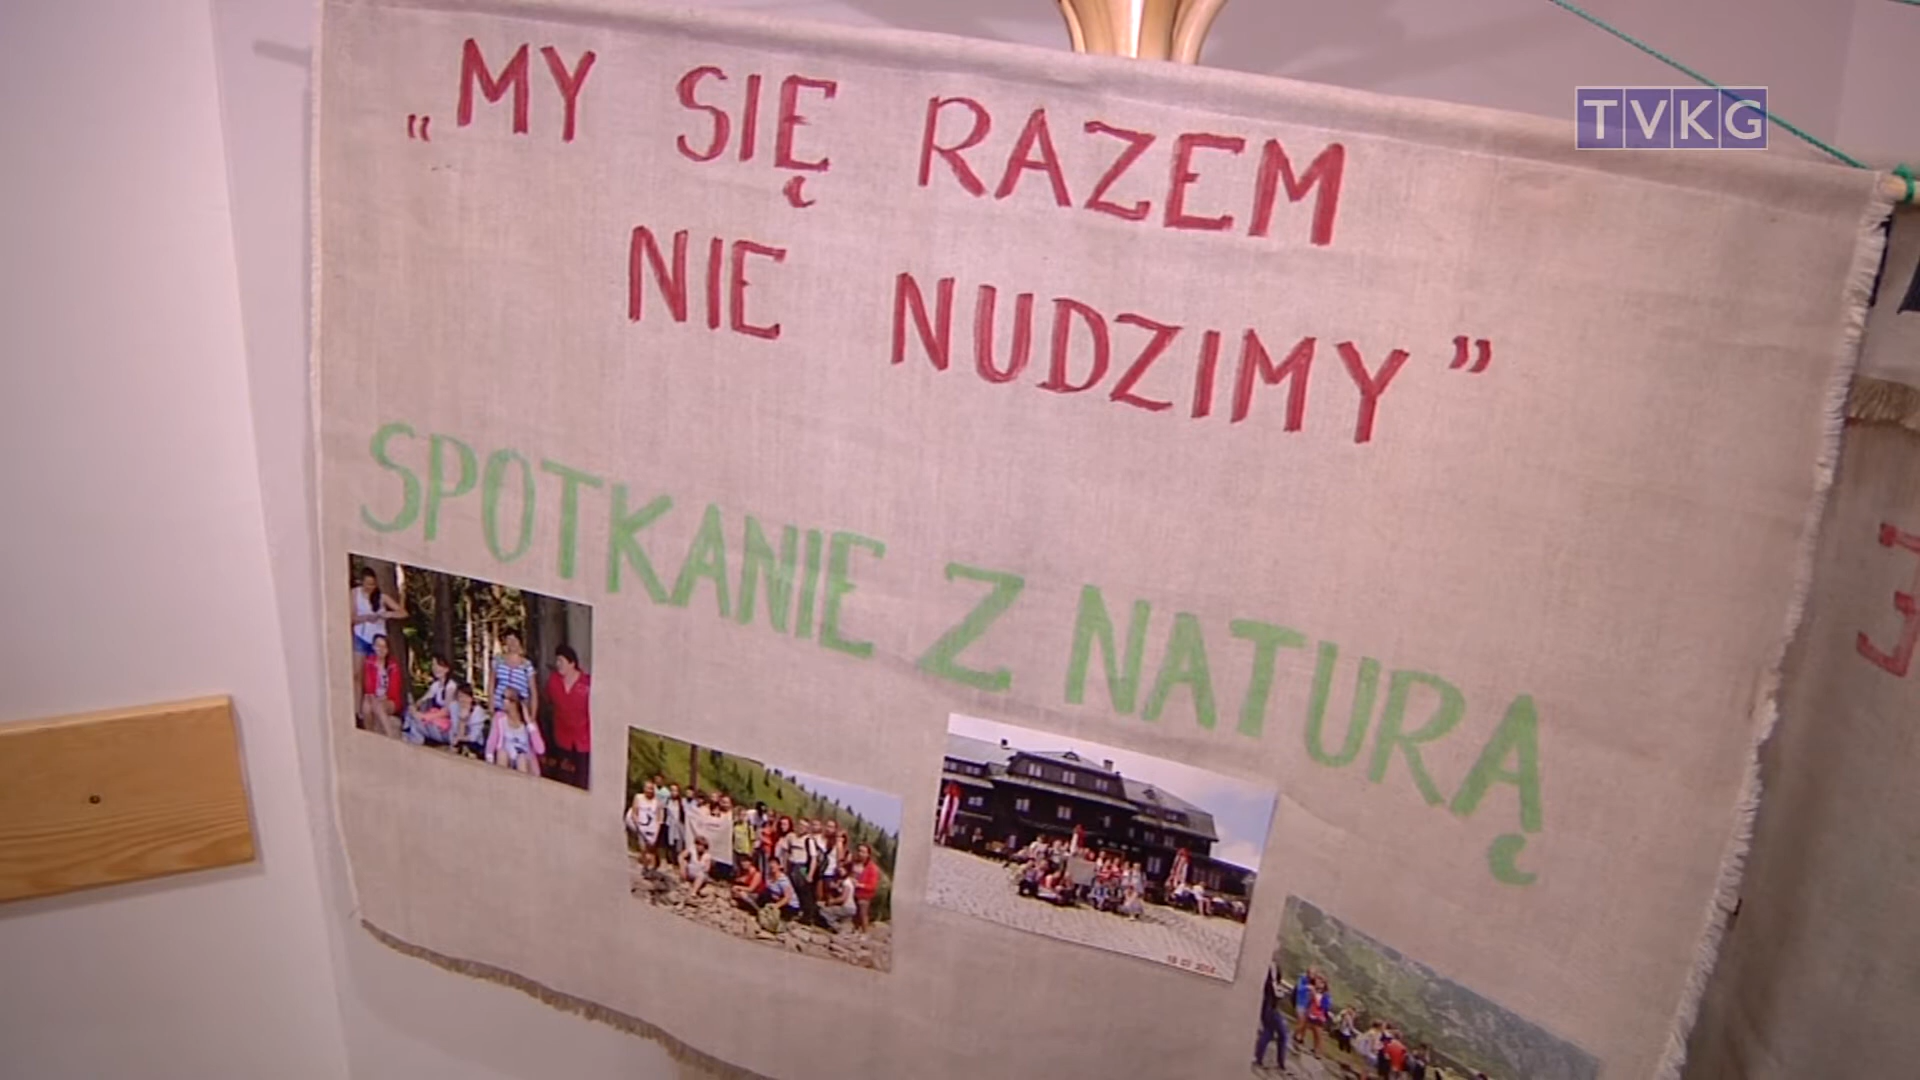 TVKG
„MY SIĘ RAZEM
NIE NUDZIMY”
SPOTKANIE Z NATURĄ